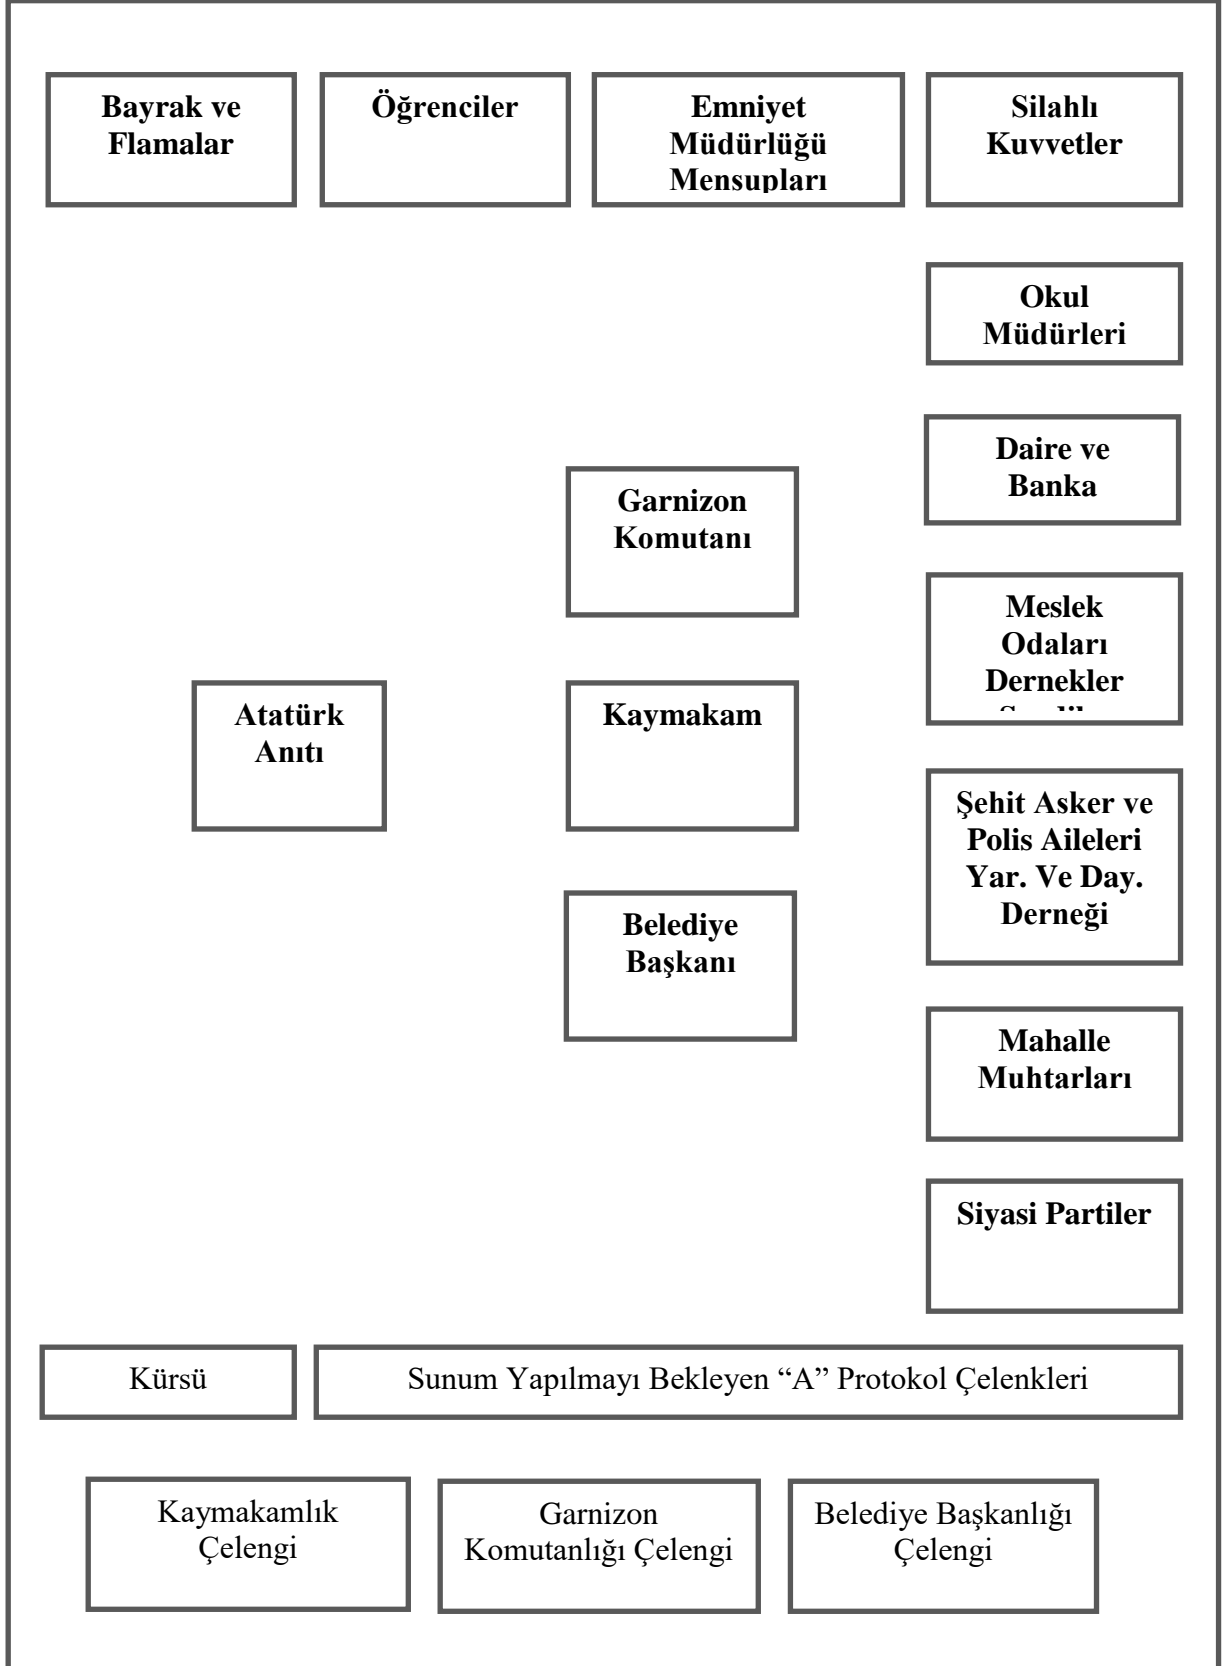 Bayrak ve
Flamalar
Öğrenciler
Emniyet
Müdürlüğü
Mensupları
Silahlı
Kuvvetler
Okul
Müdürleri
Daire ve
Banka
Garnizon
Komutanı
Meslek
Odaları
Dernekler
Atatürk
Anıtı
Kaymakam
Şehit Asker ve
Polis Aileleri
Yar. Ve Day.
Derneği
Belediye
Başkanı
Mahalle
Muhtarları
Siyasi Partiler
Kürsü
Sunum Yapılmayı Bekleyen “A” Protokol Çelenkleri
Kaymakamlık
Çelengi
Garnizon
Komutanlığı Çelengi
Belediye Başkanlığı
Çelengi